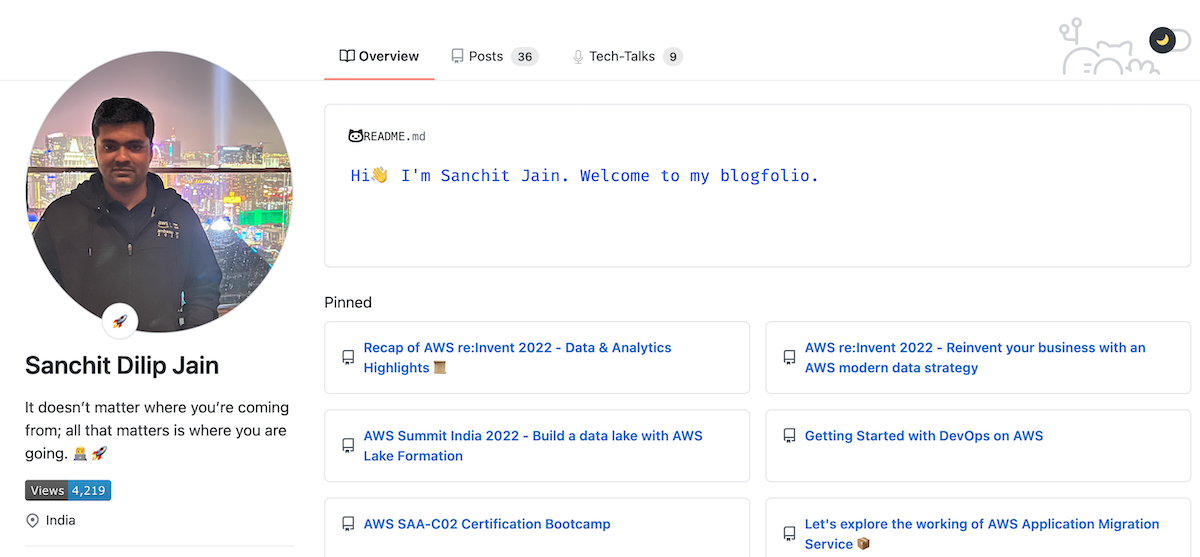 Overview Posts 36 Tech-Talks 9
README.md
Hi👋 I'm Sanchit Jain. Welcome to my blogfolio.
Pinned
Recap of AWS re:Invent 2022 - Data & Analytics
Highlights 📜
AWS re:Invent 2022 - Reinvent your business with an
AWS modern data strategy
AWS Summit India 2022 - Build a data lake with AWS
Lake Formation
Getting Started with DevOps on AWS
AWS SAA-C02 Certification Bootcamp
Let's explore the working of AWS Application Migration
Service 📦
Sanchit Dilip Jain
It doesn’t matter where you’re coming
from; all that matters is where you are
going. 👨‍💻 🚀
Views 4,219
India